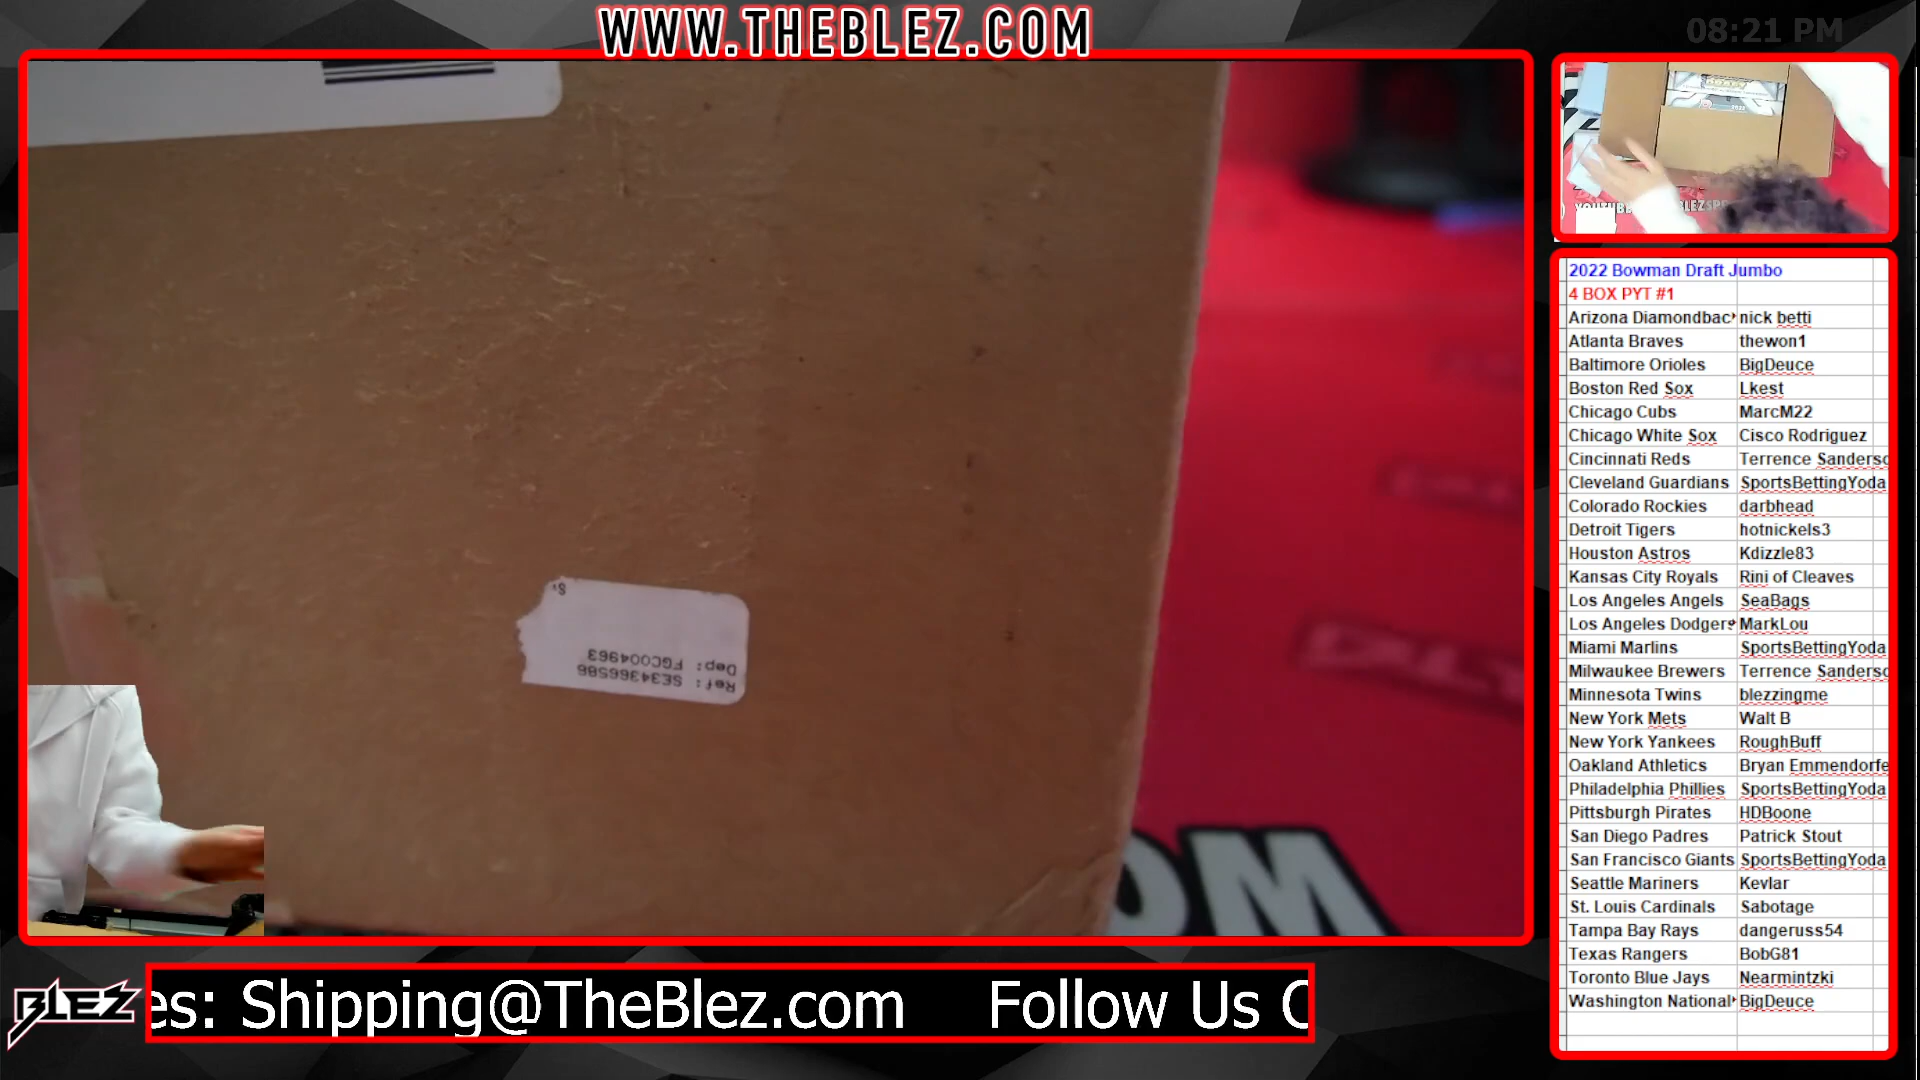 WWW.THEBLEZ.COM
08:21 PM
2022 Bowman Draft Jumbo
4 BOX PYT #1
Arizona Diamondbac nick betti
Atlanta Braves thewon1
Baltimore Orioles BigDeuce
Boston Red Sox Lkest
Chicago Cubs MarcM22
Chicago White Sox Cisco Rodriguez
Cincinnati Reds Terrence Sanderso
Cleveland Guardians SportsBettingYoda
Colorado Rockies darbhead
Detroit Tigers hotnickels3
Houston Astros Kdizzle83
Kansas City Royals Rini of Cleaves
Los Angeles Angels SeaBags
Los Angeles Dodgers MarkLou
Miami Marlins SportsBettingYoda
Milwaukee Brewers Terrence Sanderso
Minnesota Twins blezzingme
New York Mets Walt B
New York Yankees RoughBuff
Oakland Athletics Bryan Emmendorfe
Philadelphia Phillies SportsBettingYoda
Pittsburgh Pirates HDBoone
San Diego Padres Patrick Stout
San Francisco Giants SportsBettingYoda
Seattle Mariners Kevlar
St. Louis Cardinals Sabotage
Tampa Bay Rays dangeruss54
Texas Rangers BobG81
Toronto Blue Jays Nearmintzki
Washington National BigDeuce
Ref: SE34366586
Dep: FGC004963
OM
BLEZ
es: Shipping@TheBlez.com Follow Us O